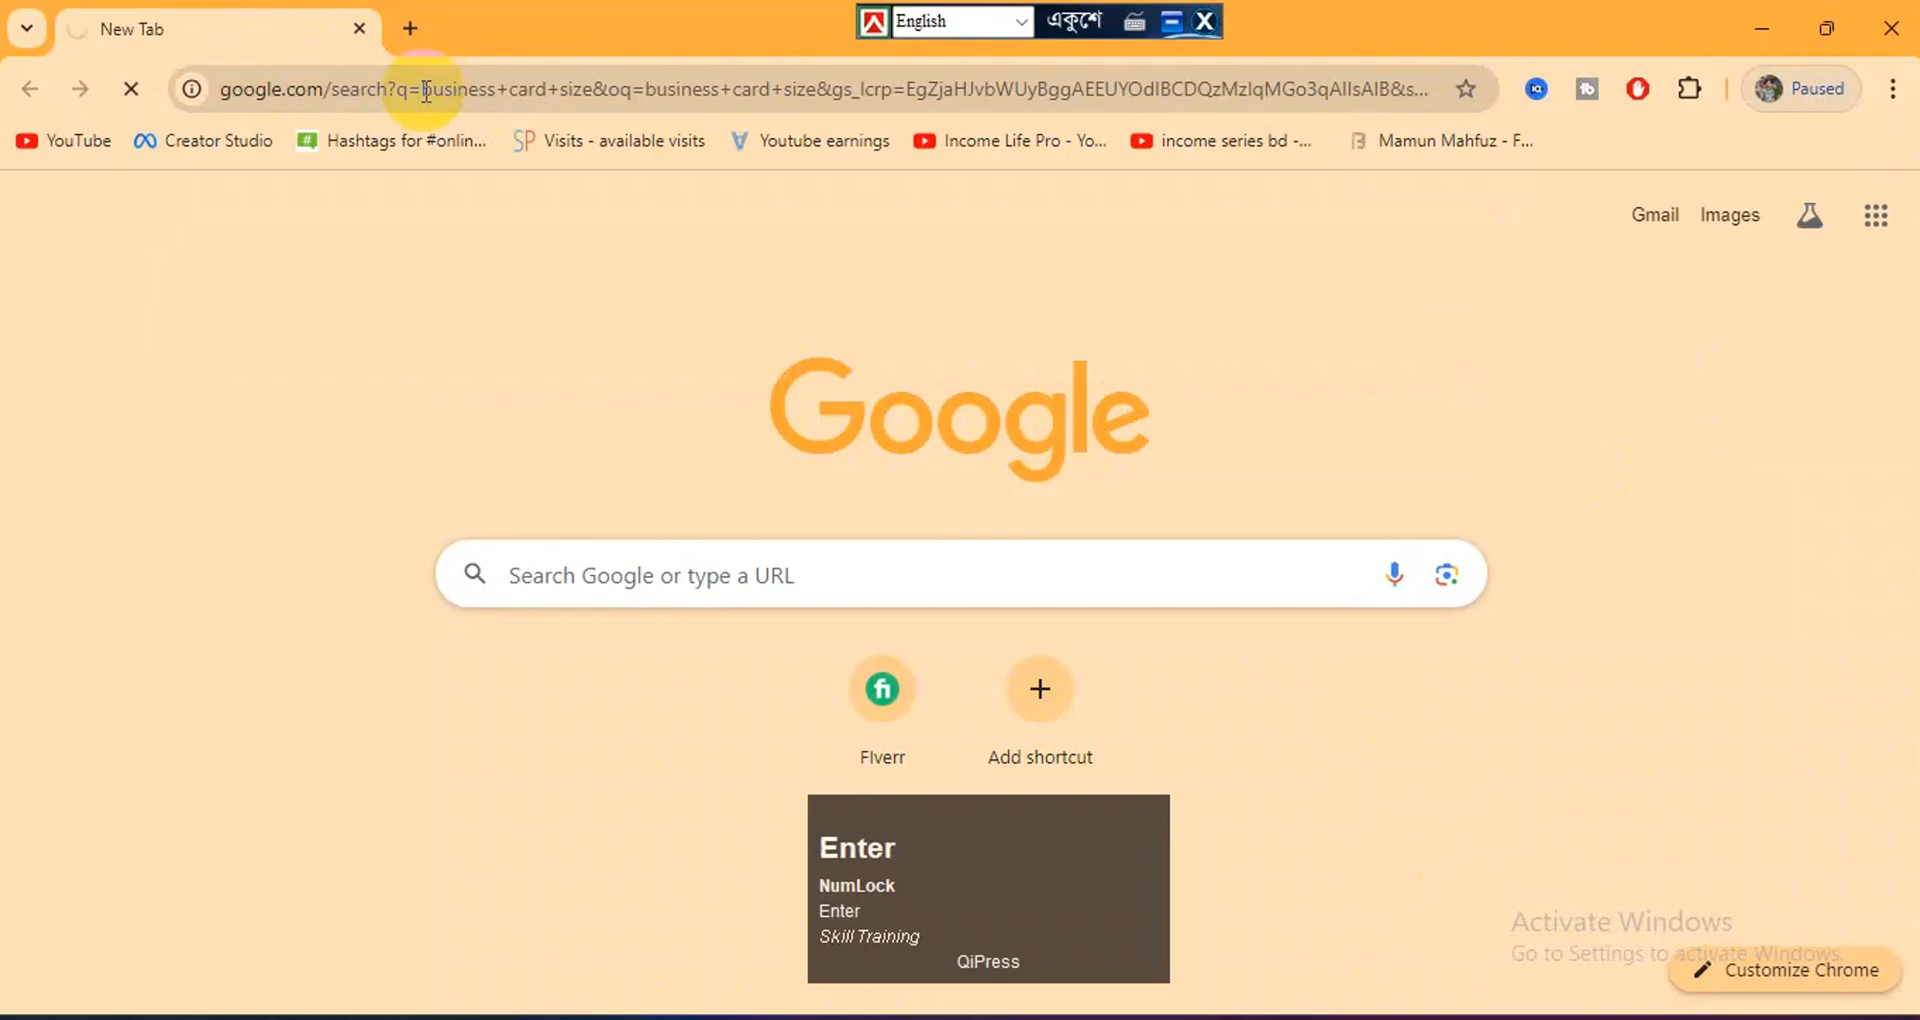 New Tab
English
একুশে
google.com/search?q=business+card+size&oq=business+card+size&gs_lcrp=EgZjaHJvbWUyBggAEEUYOdIBCDQzMzIqMGo3qAIIsAIB&s...
Paused
YouTube
Creator Studio
Hashtags for #onlin...
Visits - available visits
Youtube earnings
Income Life Pro - Yo...
income series bd -...
Mamun Mahfuz - F...
Gmail
Images
Google
Search Google or type a URL
FIverr
Add shortcut
Enter
NumLock
Enter
Skill Training
QiPress
Activate Windows
Go to Settings to activate Windows.
Customize Chrome